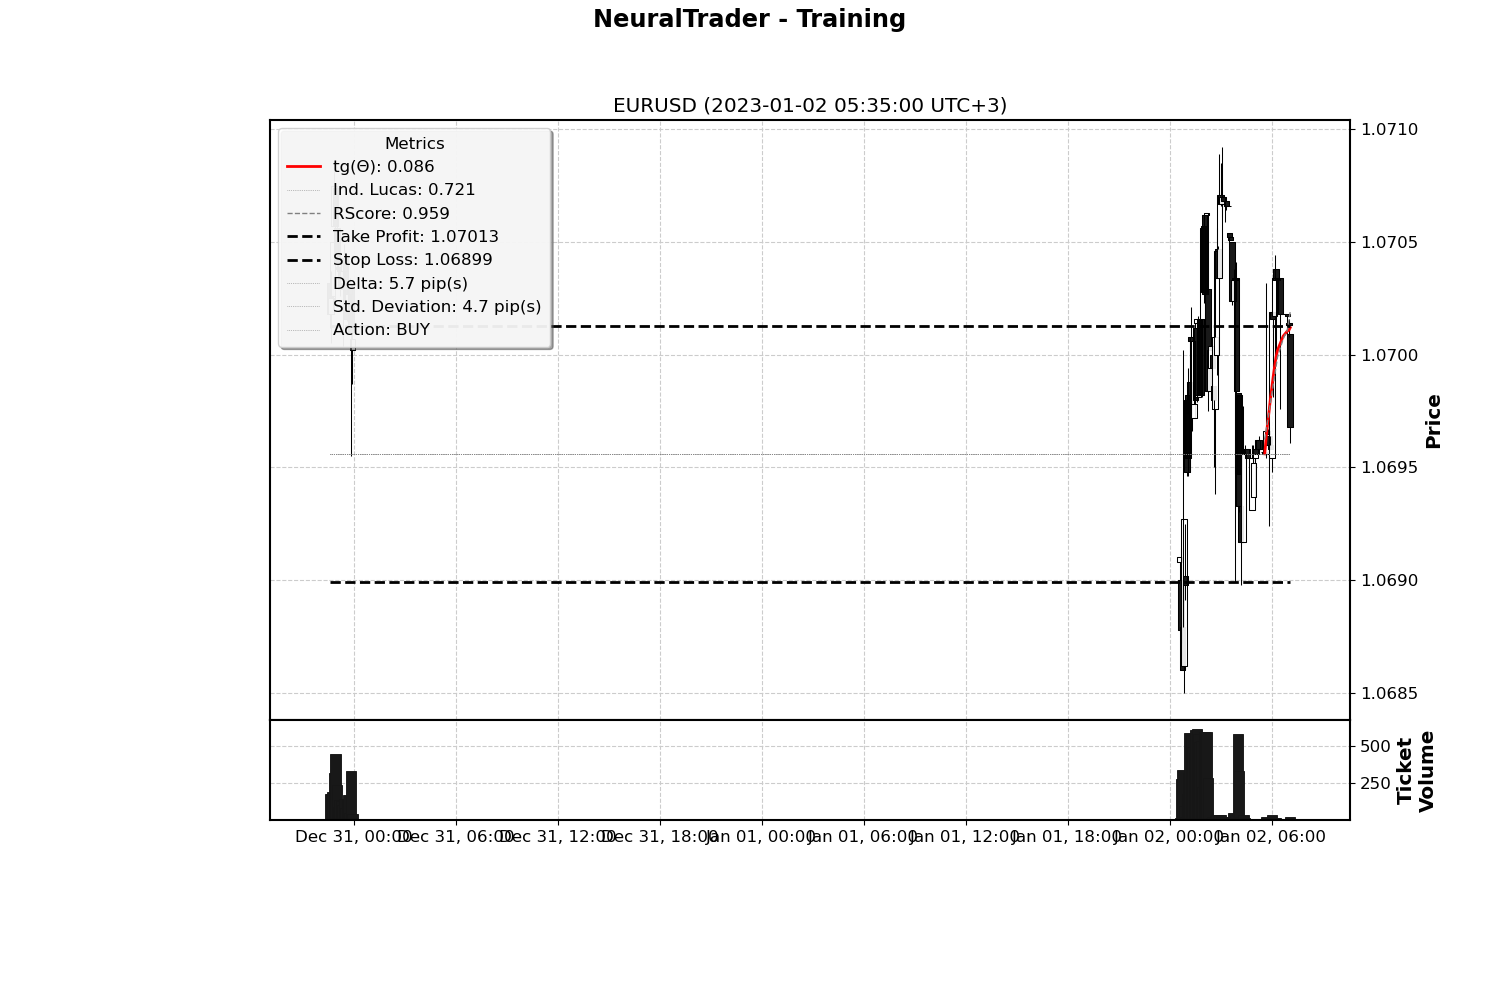 NeuralTrader - Training
EURUSD (2023-01-02 05:35:00 UTC+3)
Metrics
tg(Θ): 0.086
Ind. Lucas: 0.721
RScore: 0.959
Take Profit: 1.07013
Stop Loss: 1.06899
Delta: 5.7 pip(s)
Std. Deviation: 4.7 pip(s)
Action: BUY
1.0710
1.0705
1.0700
1.0695
1.0690
1.0685
Price
500
250
Ticket
Volume
Dec 31, 00:00
Dec 31, 06:00
Dec 31, 12:00
Dec 31, 18:00
Jan 01, 00:00
Jan 01, 06:00
Jan 01, 12:00
Jan 01, 18:00
Jan 02, 00:00
Jan 02, 06:00